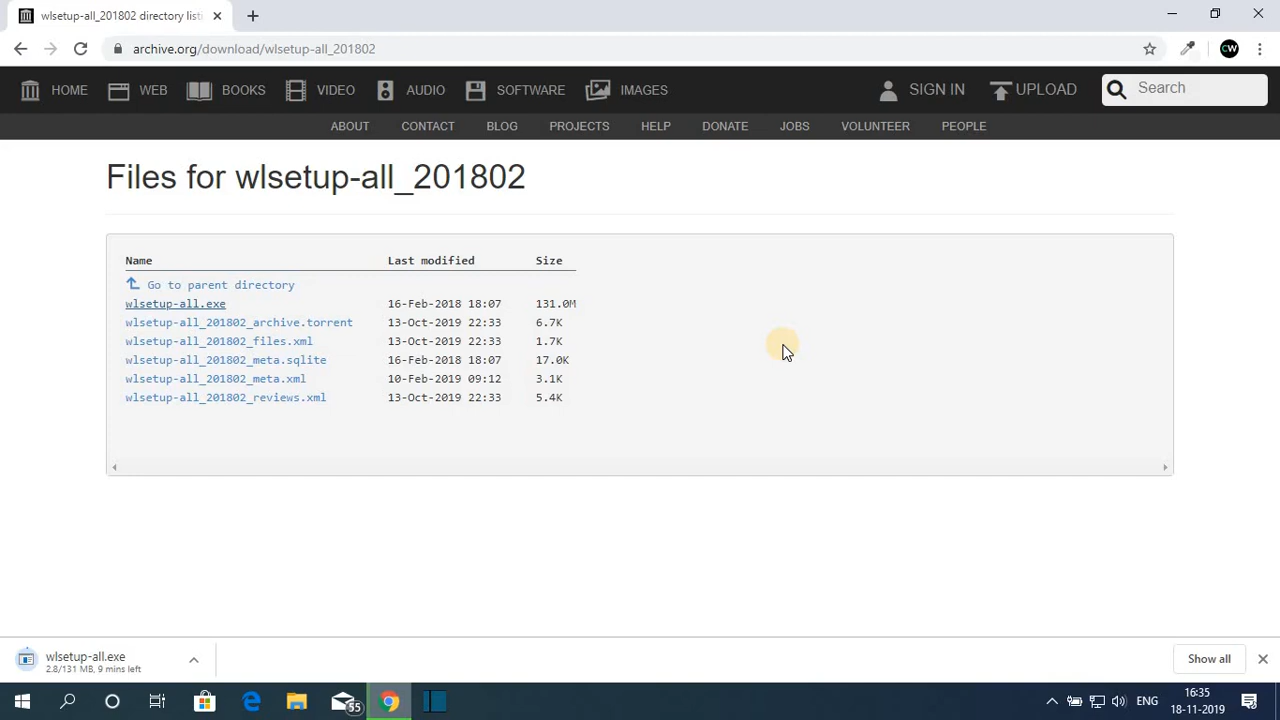 wlsetup-all_201802 directory listi
archive.org/download/wlsetup-all_201802
CW
HOME WEB BOOKS VIDEO AUDIO SOFTWARE IMAGES SIGN IN UPLOAD Search
ABOUT CONTACT BLOG PROJECTS HELP DONATE JOBS VOLUNTEER PEOPLE
Files for wlsetup-all_201802
Name Last modified Size
Go to parent directory
wlsetup-all.exe 16-Feb-2018 18:07 131.0M
wlsetup-all_201802_archive.torrent 13-Oct-2019 22:33 6.7K
wlsetup-all_201802_files.xml 13-Oct-2019 22:33 1.7K
wlsetup-all_201802_meta.sqlite 16-Feb-2018 18:07 17.0K
wlsetup-all_201802_meta.xml 10-Feb-2019 09:12 3.1K
wlsetup-all_201802_reviews.xml 13-Oct-2019 22:33 5.4K
wlsetup-all.exe
2.8/131 MB, 9 mins left
Show all
55
ENG
16:35
18-11-2019